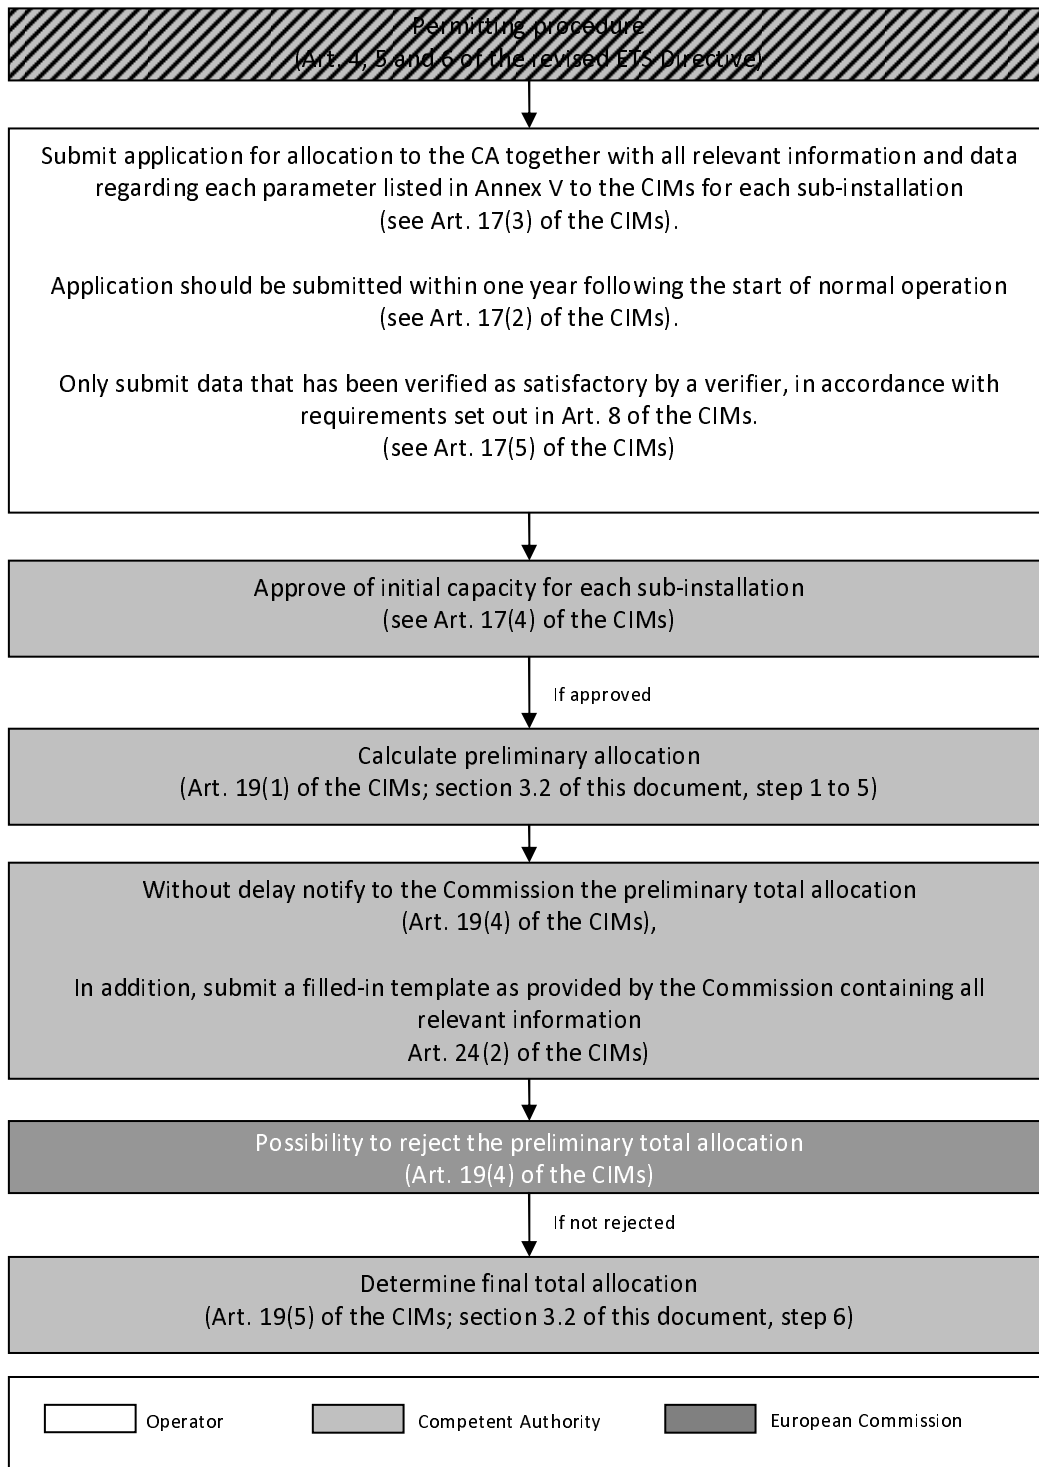 Permitting procedure
(Art. 4, 5 and 6 of the revised ETS Directive)
Submit application for allocation to the CA together with all relevant information and data
regarding each parameter listed in Annex V to the CIMs for each sub-installation
(see Art. 17(3) of the CIMs).
Application should be submitted within one year following the start of normal operation
(see Art. 17(2) of the CIMs).
Only submit data that has been verified as satisfactory by a verifier, in accordance with
requirements set out in Art. 8 of the CIMs.
(see Art. 17(5) of the CIMs)
Approve of initial capacity for each sub-installation
(see Art. 17(4) of the CIMs)
If approved
Calculate preliminary allocation
(Art. 19(1) of the CIMs; section 3.2 of this document, step 1 to 5)
Without delay notify to the Commission the preliminary total allocation
(Art. 19(4) of the CIMs),
In addition, submit a filled-in template as provided by the Commission containing all
relevant information
Art. 24(2) of the CIMs)
Possibility to reject the preliminary total allocation
(Art. 19(4) of the CIMs)
If not rejected
Determine final total allocation
(Art. 19(5) of the CIMs; section 3.2 of this document, step 6)
Operator
Competent Authority
European Commission